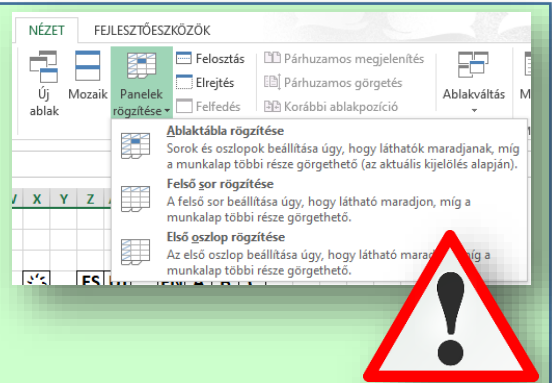 NÉZET FEJLESZTŐESZKÖZÖK
Új ablak
Mozaik
Panelek rögzítése
Felosztás
Elrejtés
Felfedés
Párhuzamos megjelenítés
Párhuzamos görgetés
Korábbi ablakpozíció
Ablakváltás
M
Ablaktábla rögzítése
Sorok és oszlopok beállítása úgy, hogy láthatók maradjanak, míg
a munkalap többi része görgethető (az aktuális kijelölés alapján).
Felső sor rögzítése
A felső sor beállítása úgy, hogy látható maradjon, míg a
munkalap többi része görgethető.
Első oszlop rögzítése
Az első oszlop beállítása úgy, hogy látható míg a
munkalap többi része görgethető.
X Y Z